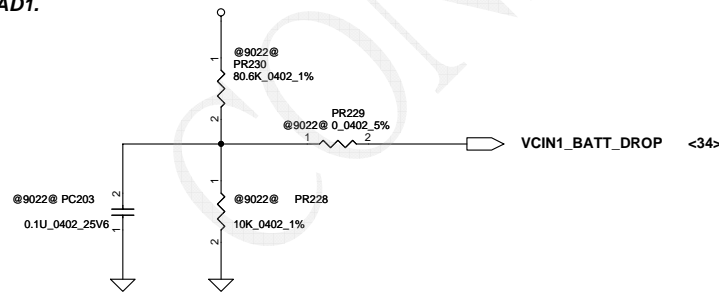 AD1.
@9022@
PR230
80.6K_0402_1%
1
2
PR229
@9022@ 0_0402_5%
1 2
VCIN1_BATT_DROP <34>
@9022@ PC203
0.1U_0402_25V6
2
1
@9022@ PR228
10K_0402_1%
1
2
CON